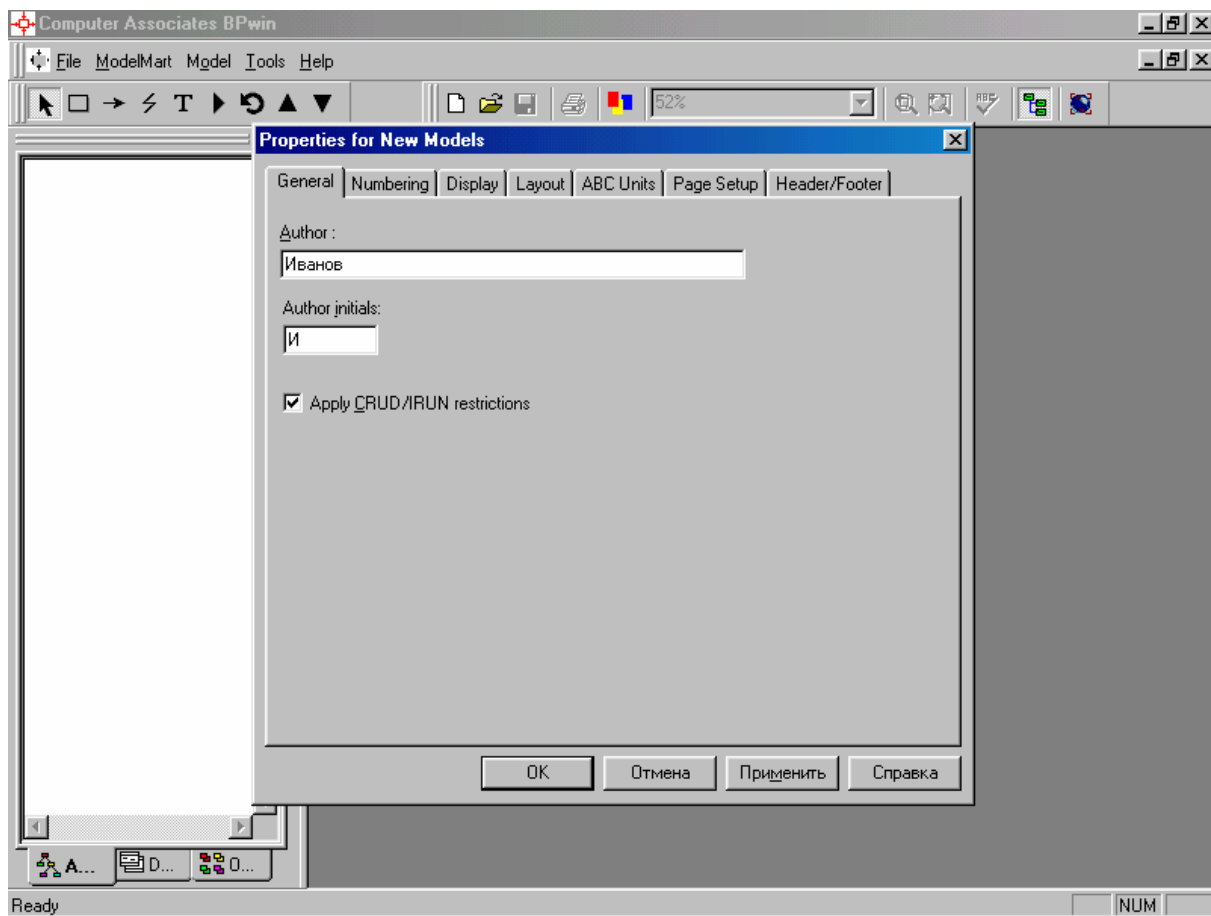 Computer Associates BPwin
File ModelMart Model Tools Help
T 52% ABC
Properties for New Models
General Numbering Display Layout ABC Units Page Setup Header/Footer
Author :
Иванов
Author initials:
И
Apply CRUD/IRUN restrictions
OK Отмена Применить Справка
A... D... O...
Ready NUM